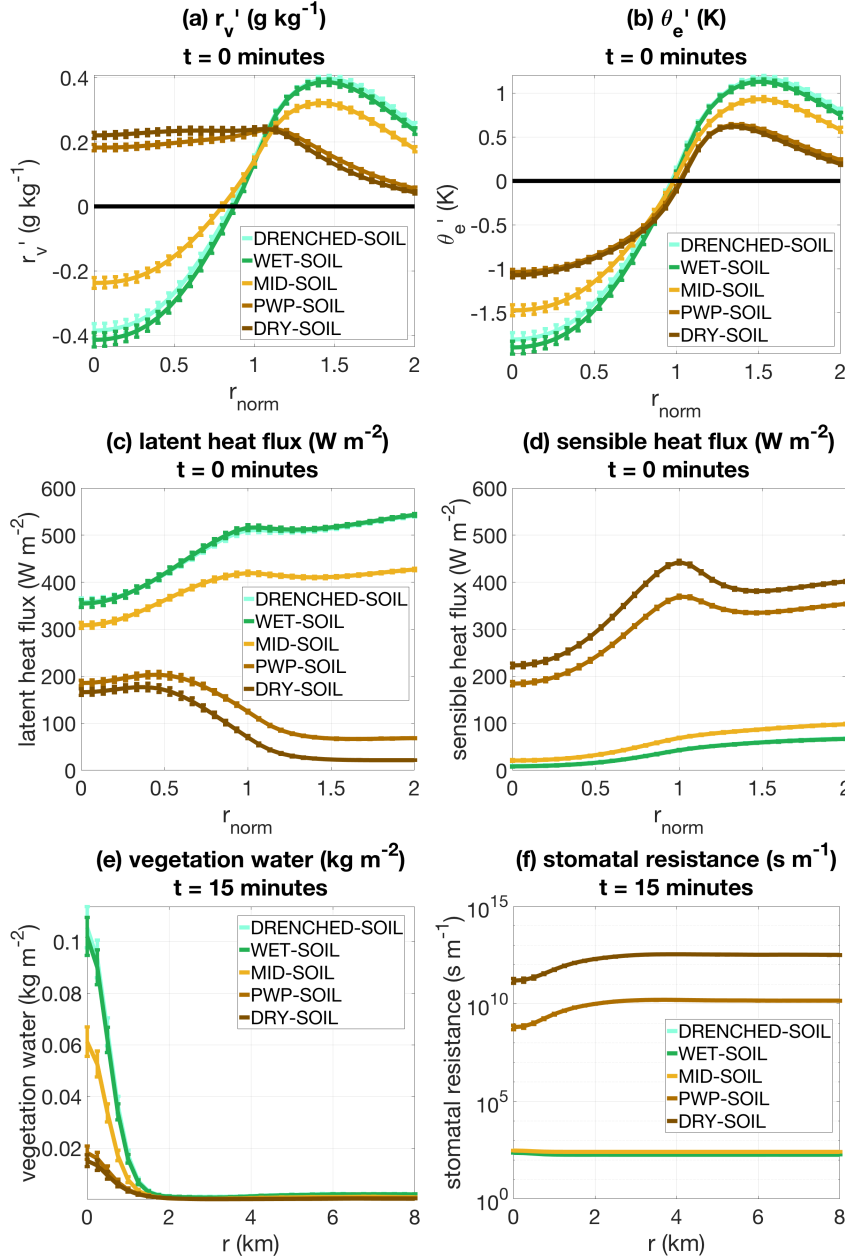 (a) r_v' (g kg^-1)
t = 0 minutes
0.4
0.2
0
-0.2
-0.4
r_v' (g kg^-1)
DRENCHED-SOIL
WET-SOIL
MID-SOIL
PWP-SOIL
DRY-SOIL
0 0.5 1 1.5 2
r_norm
(b) θ_e' (K)
t = 0 minutes
1
0.5
0
-0.5
-1
-1.5
θ_e' (K)
DRENCHED-SOIL
WET-SOIL
MID-SOIL
PWP-SOIL
DRY-SOIL
0 0.5 1 1.5 2
r_norm
(c) latent heat flux (W m^-2)
t = 0 minutes
600
500
400
300
200
100
0
latent heat flux (W m^-2)
DRENCHED-SOIL
WET-SOIL
MID-SOIL
PWP-SOIL
DRY-SOIL
0 0.5 1 1.5 2
r_norm
(d) sensible heat flux (W m^-2)
t = 0 minutes
600
500
400
300
200
100
0
sensible heat flux (W m^-2)
0 0.5 1 1.5 2
r_norm
(e) vegetation water (kg m^-2)
t = 15 minutes
0.1
0.08
0.06
0.04
0.02
vegetation water (kg m^-2)
DRENCHED-SOIL
WET-SOIL
MID-SOIL
PWP-SOIL
DRY-SOIL
0 2 4 6 8
r (km)
(f) stomatal resistance (s m^-1)
t = 15 minutes
10^15
10^10
10^5
10^0
stomatal resistance (s m^-1)
DRENCHED-SOIL
WET-SOIL
MID-SOIL
PWP-SOIL
DRY-SOIL
0 2 4 6 8
r (km)